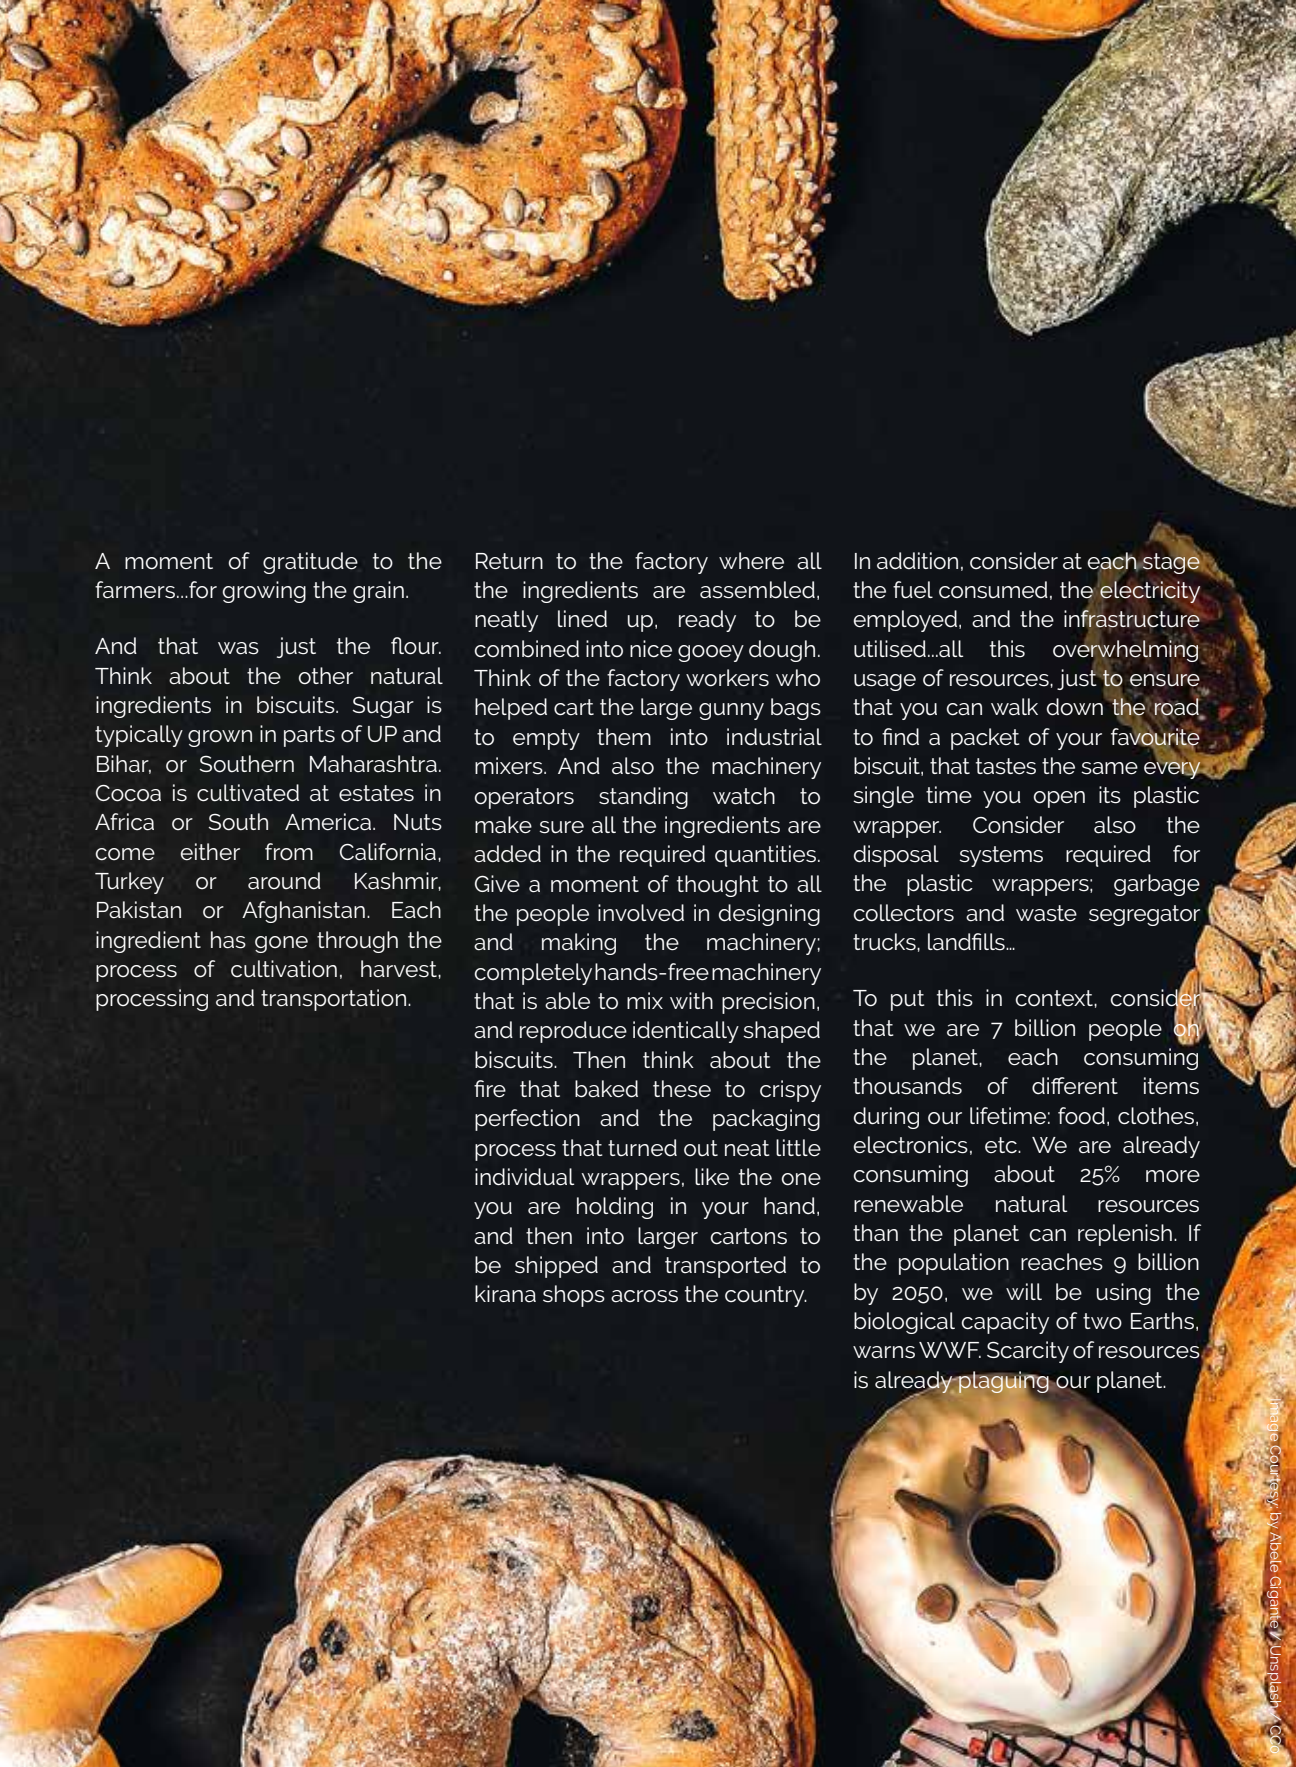 A moment of gratitude to the
farmers...for growing the grain.
And that was just the flour.
Think about the other natural
ingredients in biscuits. Sugar is
typically grown in parts of UP and
Bihar, or Southern Maharashtra.
Cocoa is cultivated at estates in
Africa or South America. Nuts
come either from California,
Turkey or around Kashmir,
Pakistan or Afghanistan. Each
ingredient has gone through the
process of cultivation, harvest,
processing and transportation.
Return to the factory where all
the ingredients are assembled,
neatly lined up, ready to be
combined into nice gooey dough.
Think of the factory workers who
helped cart the large gunny bags
to empty them into industrial
mixers. And also the machinery
operators standing watch to
make sure all the ingredients are
added in the required quantities.
Give a moment of thought to all
the people involved in designing
and making the machinery;
completely hands-free machinery
that is able to mix with precision,
and reproduce identically shaped
biscuits. Then think about the
fire that baked these to crispy
perfection and the packaging
process that turned out neat little
individual wrappers, like the one
you are holding in your hand,
and then into larger cartons to
be shipped and transported to
kirana shops across the country.
In addition, consider at each stage
the fuel consumed, the electricity
employed, and the infrastructure
utilised...all this overwhelming
usage of resources, just to ensure
that you can walk down the road
to find a packet of your favourite
biscuit, that tastes the same every
single time you open its plastic
wrapper. Consider also the
disposal systems required for
the plastic wrappers; garbage
collectors and waste segregator
trucks, landfills...
To put this in context, consider
that we are 7 billion people on
the planet, each consuming
thousands of different items
during our lifetime: food, clothes,
electronics, etc. We are already
consuming about 25% more
renewable natural resources
than the planet can replenish. If
the population reaches 9 billion
by 2050, we will be using the
biological capacity of two Earths,
warns WWF. Scarcity of resources
is already plaguing our planet.
Image Courtesy: by Abele Gigante / Unsplash / CC0